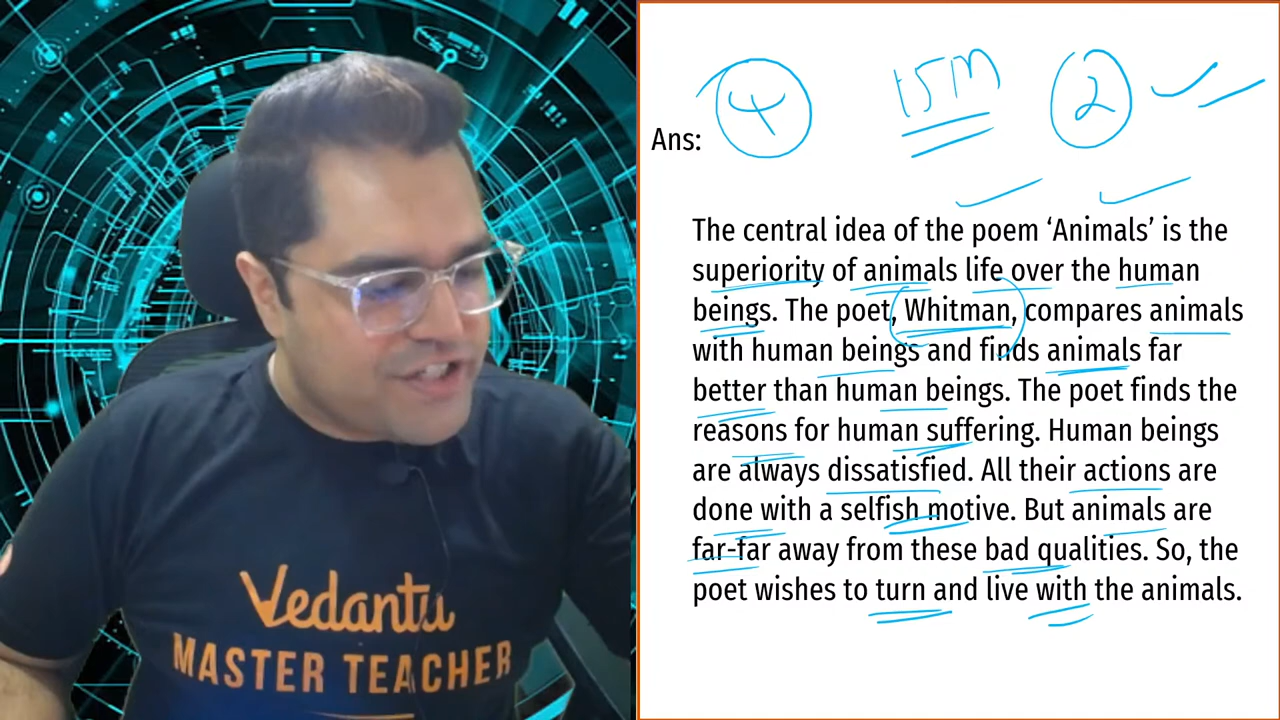 4 15m 2
Ans:
The central idea of the poem ‘Animals’ is the
superiority of animals life over the human
beings. The poet, Whitman, compares animals
with human beings and finds animals far
better than human beings. The poet finds the
reasons for human suffering. Human beings
are always dissatisfied. All their actions are
done with a selfish motive. But animals are
far-far away from these bad qualities. So, the
poet wishes to turn and live with the animals.
Vedantu
MASTER TEACHER